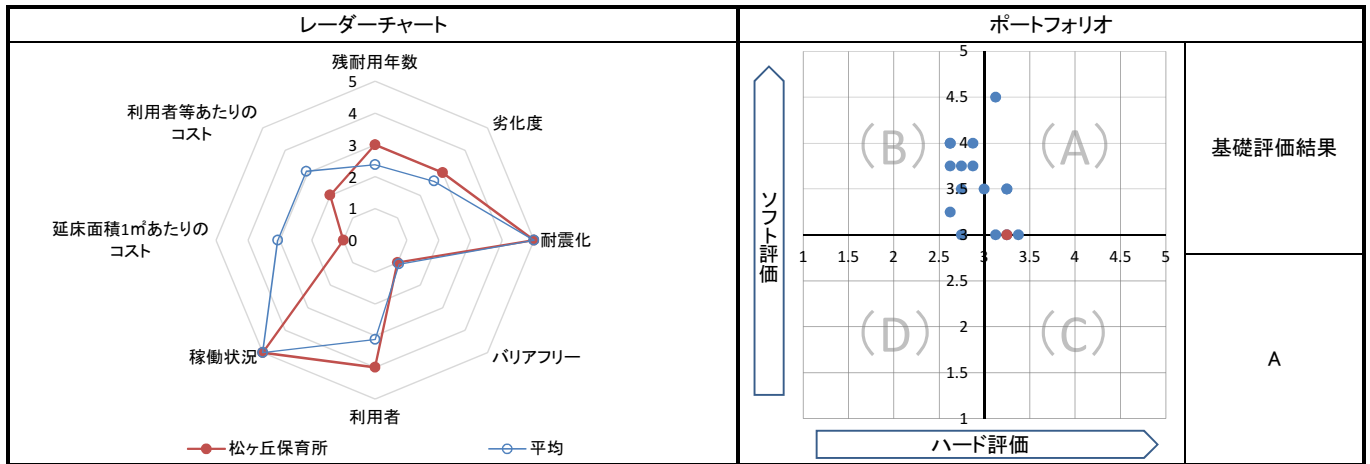 レーダーチャート
残耐用年数
劣化度
耐震化
バリアフリー
利用者
稼働状況
延床面積1㎡あたりの
コスト
利用者等あたりの
コスト
5
4
3
2
1
0
松ヶ丘保育所
平均
ポートフォリオ
ソフト評価
5
4.5
4
3.5
3
2.5
2
1.5
1
1 1.5 2 2.5 3 3.5 4 4.5 5
（B）
（A）
（D）
（C）
ハード評価
基礎評価結果
A